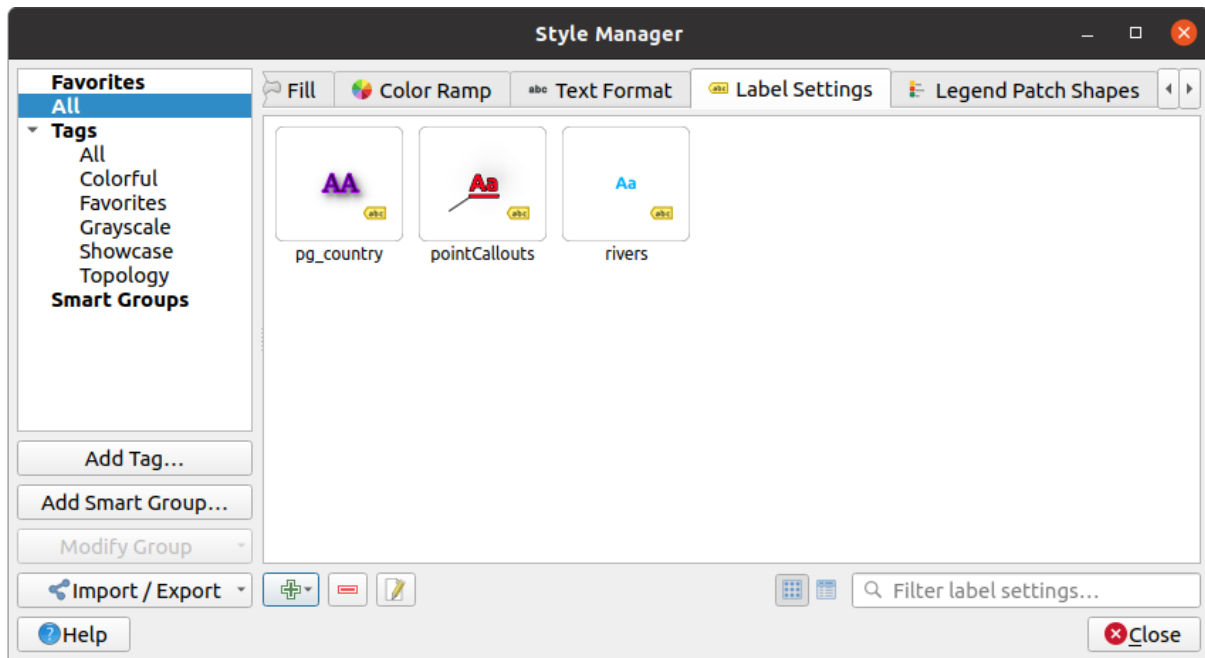 Style Manager
Favorites
All
Tags
All
Colorful
Favorites
Grayscale
Showcase
Topology
Smart Groups
Add Tag...
Add Smart Group...
Modify Group
Import / Export
Help
Fill
Color Ramp
abc Text Format
abc Label Settings
Legend Patch Shapes
AA abc
pg_country
Aa abc
pointCallouts
Aa abc
rivers
Filter label settings...
Close